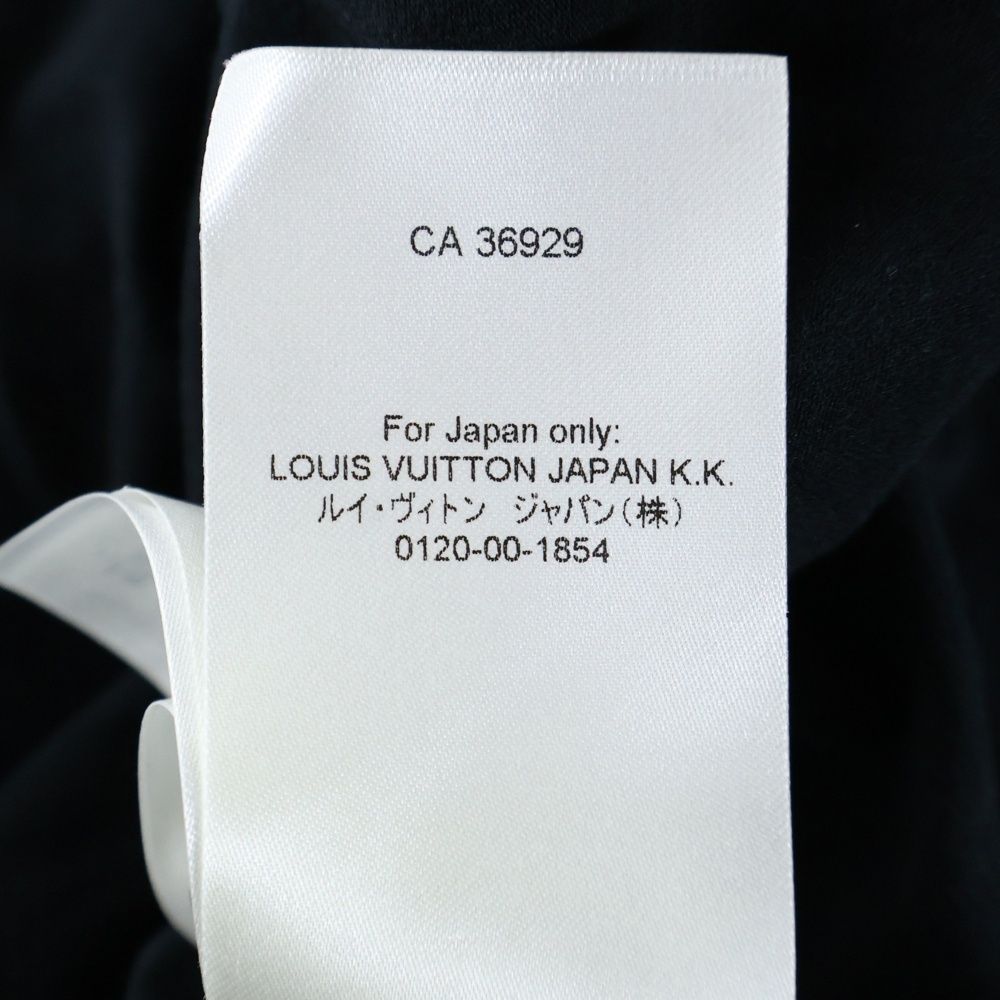 CA 36929
For Japan only:
LOUIS VUITTON JAPAN K.K.
ルイ・ヴィトン　ジャパン(株)
0120-00-1854